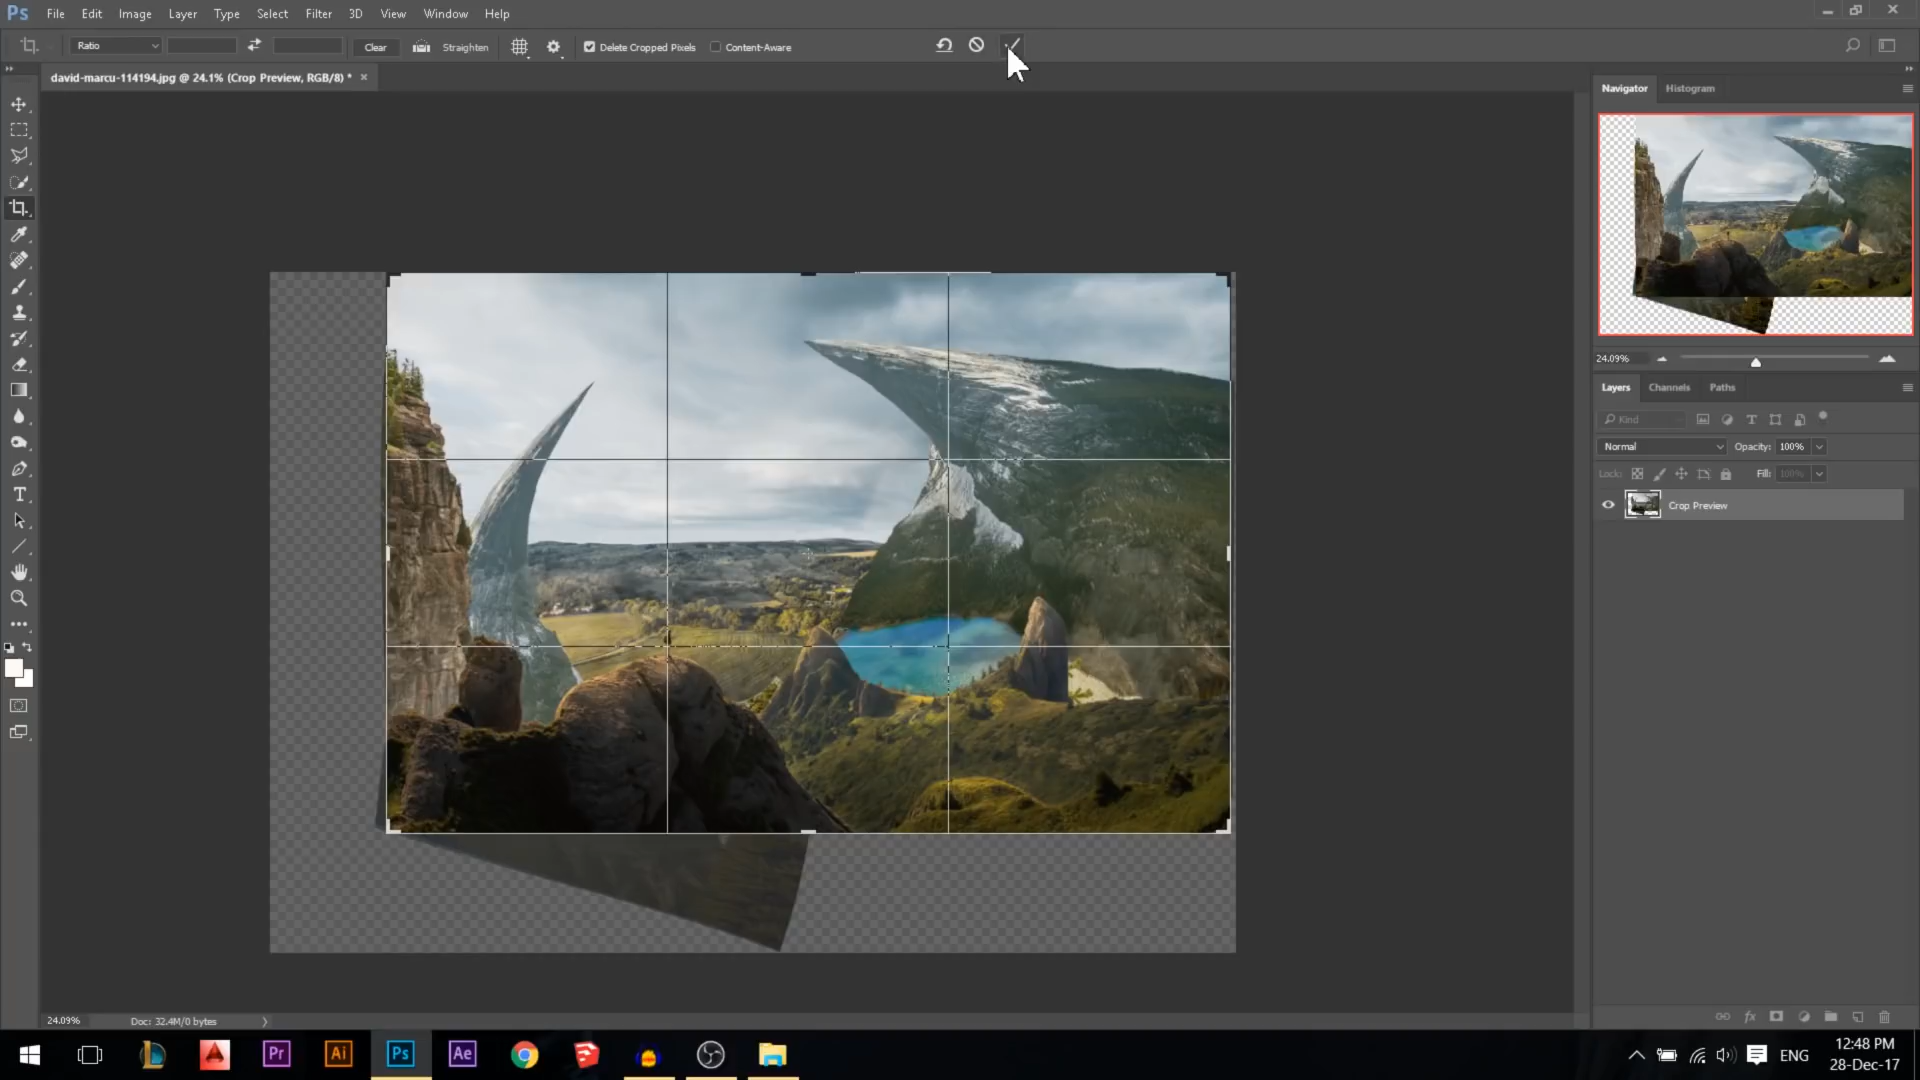 Ps File Edit Image Layer Type Select Filter 3D View Window Help
Ratio Clear Straighten Delete Cropped Pixels Content-Aware
david-marcu-114194.jpg @ 24.1% (Crop Preview, RGB/8) * ×
Navigator Histogram
24.09%
Layers Channels Paths
Kind
Normal Opacity: 100%
Lock: Fill: 100%
Crop Preview
T
24.09% Doc: 32.4M/0 bytes
fx
Pr Ai Ps Ae
ENG
12:48 PM
28-Dec-17